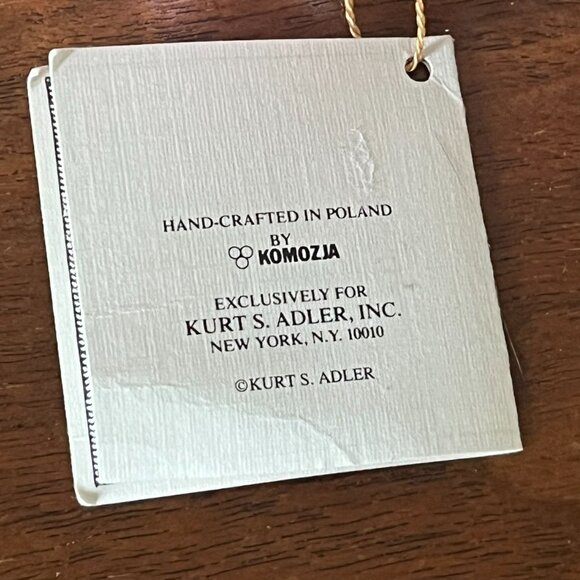 HAND-CRAFTED IN POLAND
BY
KOMOZJA
EXCLUSIVELY FOR
KURT S. ADLER, INC.
NEW YORK, N.Y. 10010
©KURT S. ADLER